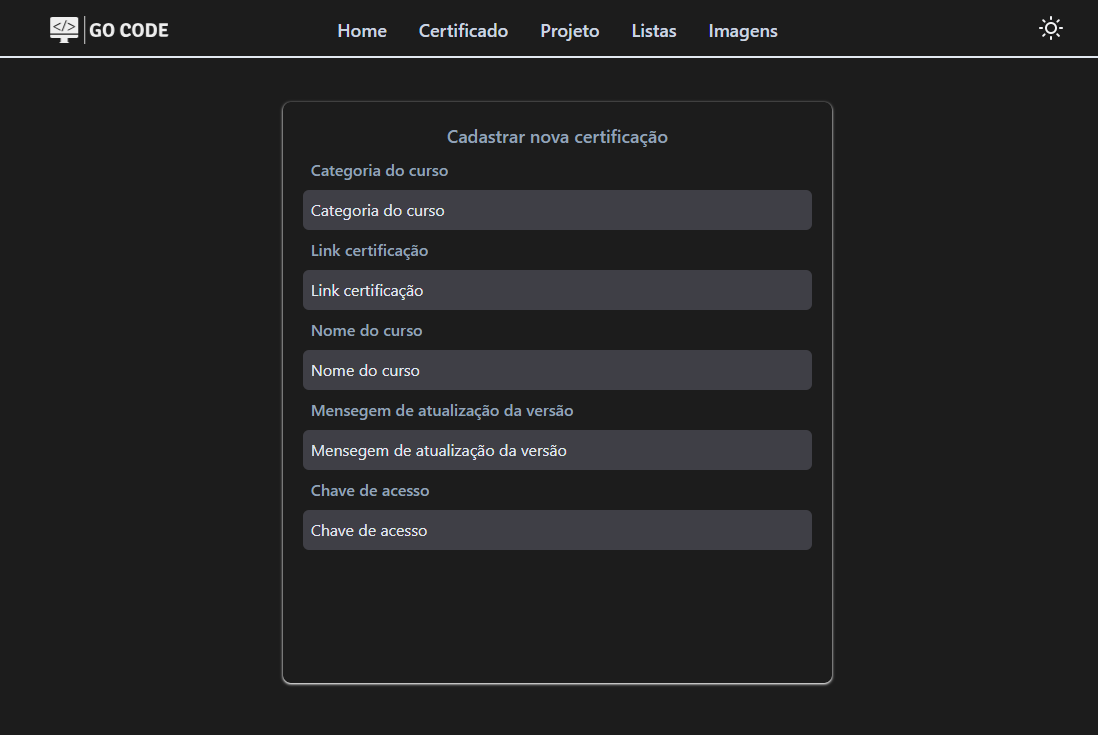 </> GO CODE
Home Certificado Projeto Listas Imagens
Cadastrar nova certificação
Categoria do curso
Categoria do curso
Link certificação
Link certificação
Nome do curso
Nome do curso
Mensegem de atualização da versão
Mensegem de atualização da versão
Chave de acesso
Chave de acesso